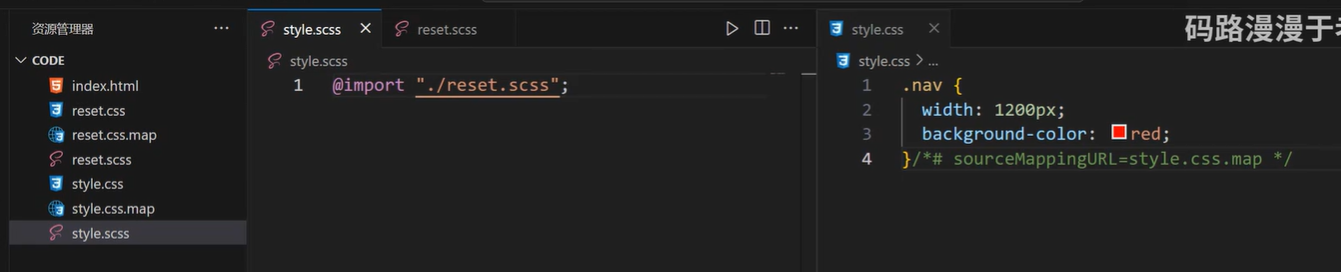 资源管理器
CODE
index.html
reset.css
reset.css.map
reset.scss
style.css
style.css.map
style.scss
style.scss
reset.scss
style.scss
1 @import "./reset.scss";
style.css
码路漫漫于
style.css > ...
1 .nav {
2 width: 1200px;
3 background-color: red;
4 }/*# sourceMappingURL=style.css.map */